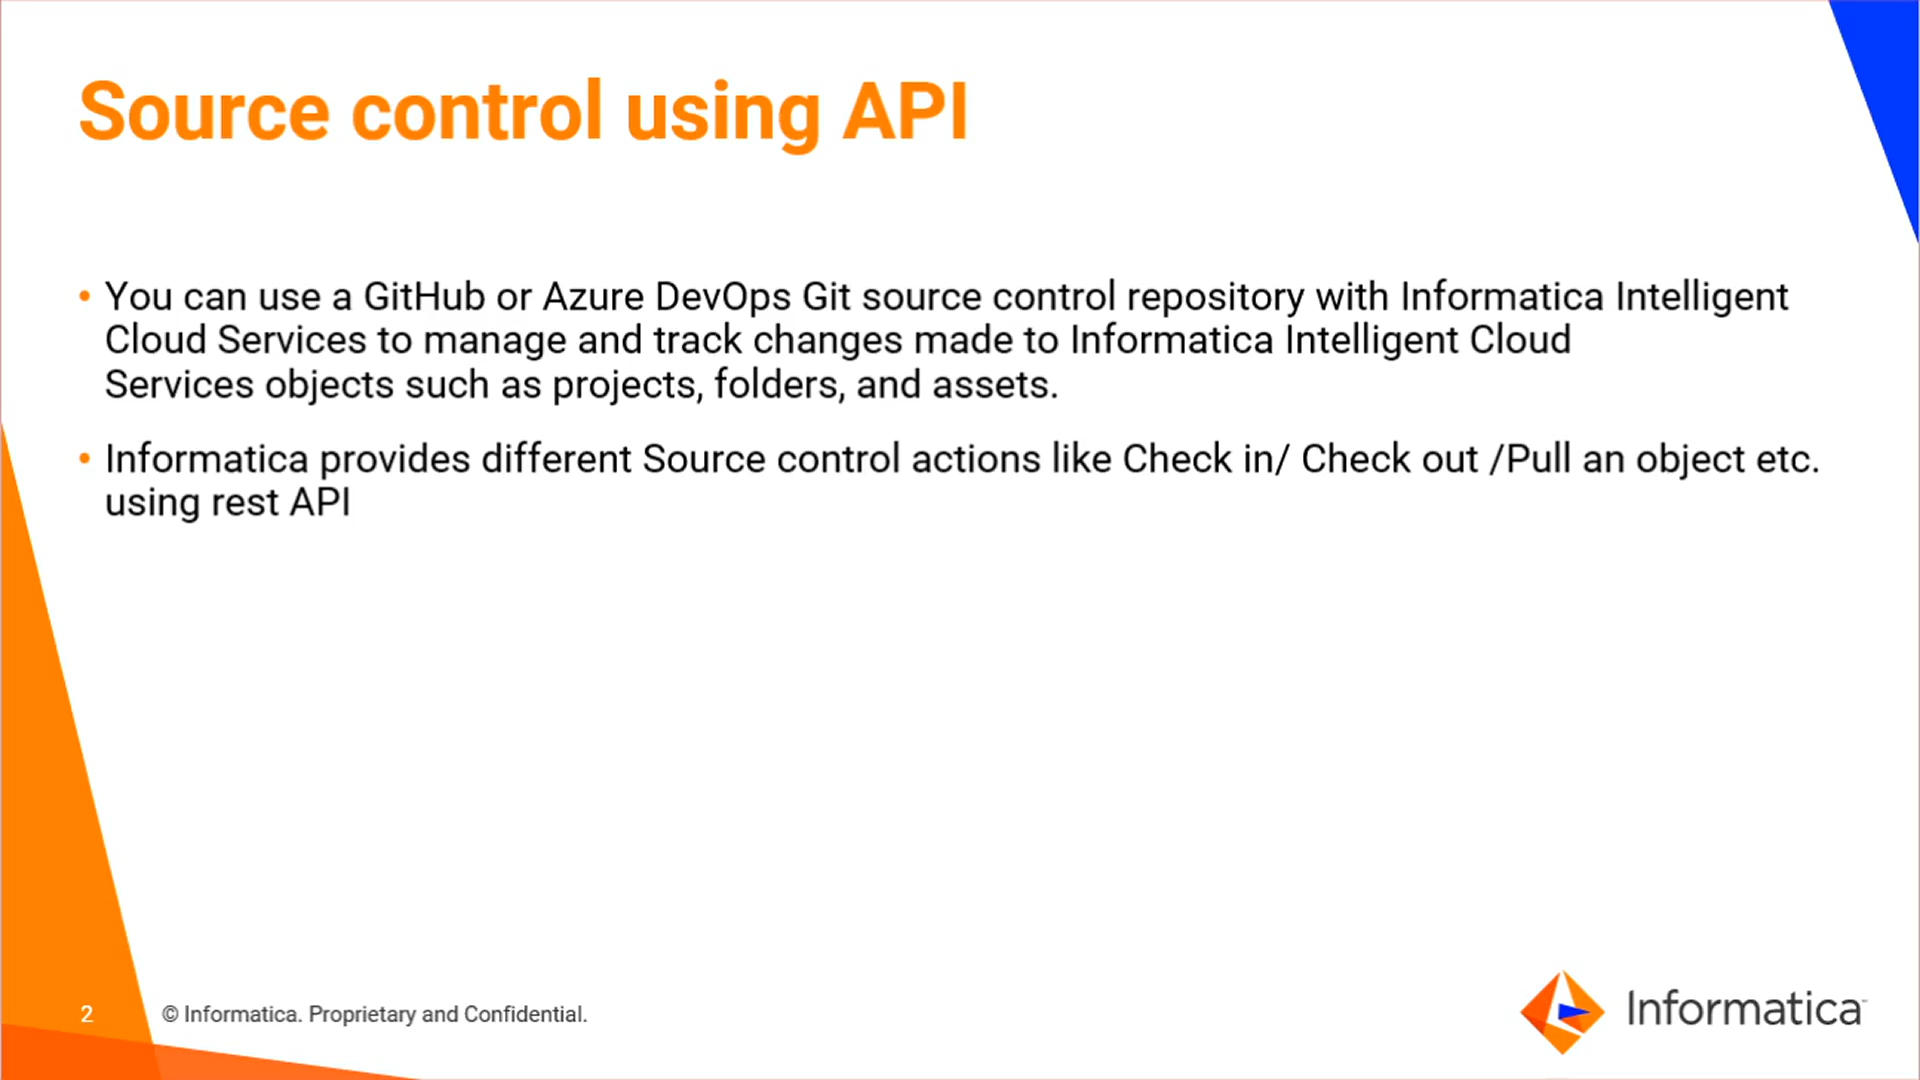 Source control using API
• You can use a GitHub or Azure DevOps Git source control repository with Informatica Intelligent
Cloud Services to manage and track changes made to Informatica Intelligent Cloud
Services objects such as projects, folders, and assets.
• Informatica provides different Source control actions like Check in/ Check out /Pull an object etc.
using rest API
2
© Informatica. Proprietary and Confidential.
Informatica